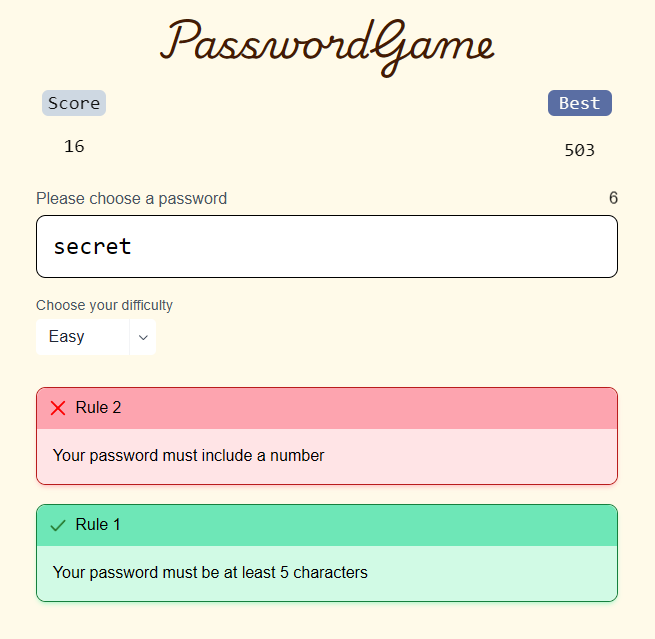 PasswordGame
Score Best
16 503
Please choose a password 6
secret
Choose your difficulty
Easy
Rule 2
Your password must include a number
Rule 1
Your password must be at least 5 characters